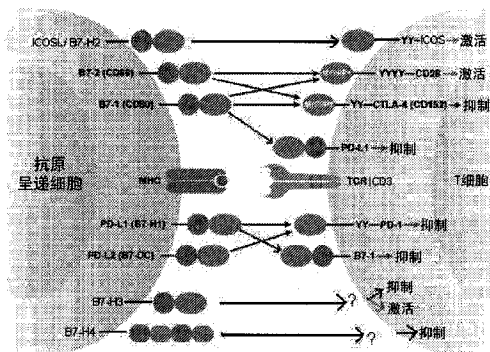 ICOSL / B7-H2 YY-ICOS 激活
B7-2 (CD86) YYYY-CD28 激活
B7-1 (CD80) YY-CTLA-4 (CD152) 抑制
PD-L1 抑制
抗原
呈递细胞 MHC TCR/CD3 T细胞
PD-L1 (B7-H1) YY-PD-1 抑制
PD-L2 (B7-DC) B7-1 抑制
B7-H3 ? 抑制
激活
B7-H4 ? 抑制